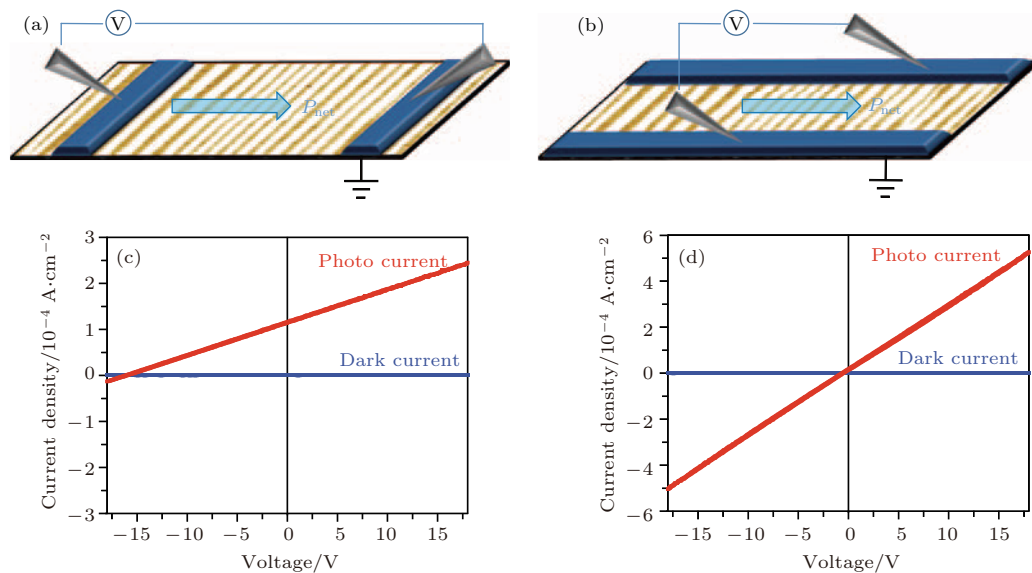 (a)
V
P_net
(b)
V
P_net
(c)
Photo current
Dark current
Current density/10⁻⁴ A·cm⁻²
3
2
1
0
−1
−2
−3
−15
−10
−5
0
5
10
15
Voltage/V
(d)
Photo current
Dark current
Current density/10⁻⁴ A·cm⁻²
6
4
2
0
−2
−4
−6
−15
−10
−5
0
5
10
15
Voltage/V